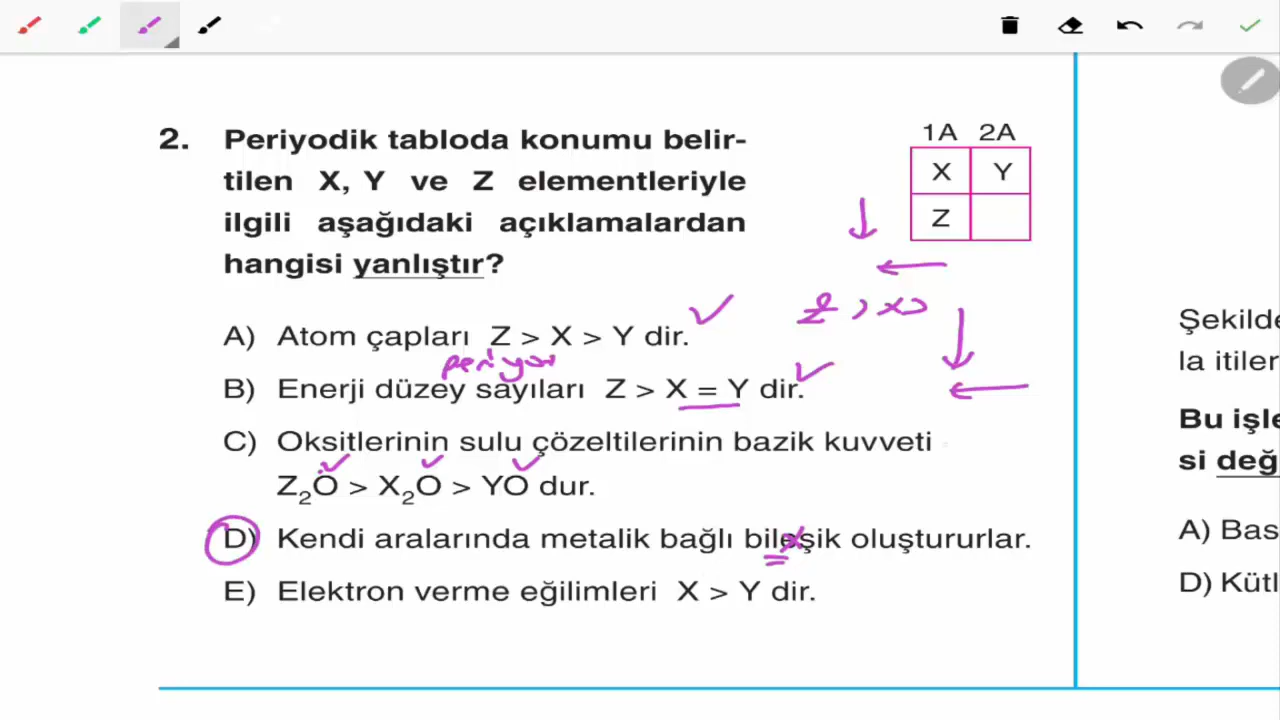 2. Periyodik tabloda konumu belir-
tilen X, Y ve Z elementleriyle
ilgili aşağıdaki açıklamalardan
hangisi yanlıştır?
1A 2A
X Y
Z
Z > X >
A) Atom çapları Z > X > Y dir.
periyot
B) Enerji düzey sayıları Z > X = Y dir.
C) Oksitlerinin sulu çözeltilerinin bazik kuvveti
Z₂O > X₂O > YO dur.
D) Kendi aralarında metalik bağlı bileşik oluştururlar.
E) Elektron verme eğilimleri X > Y dir.
Şekilde
la itiler
Bu işle
si değ
A) Bas
D) Kütl